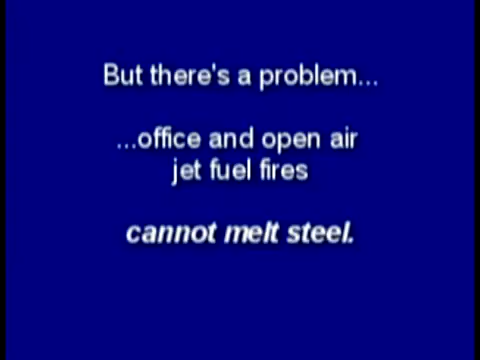 But there's a problem...
...office and open air
jet fuel fires
cannot melt steel.